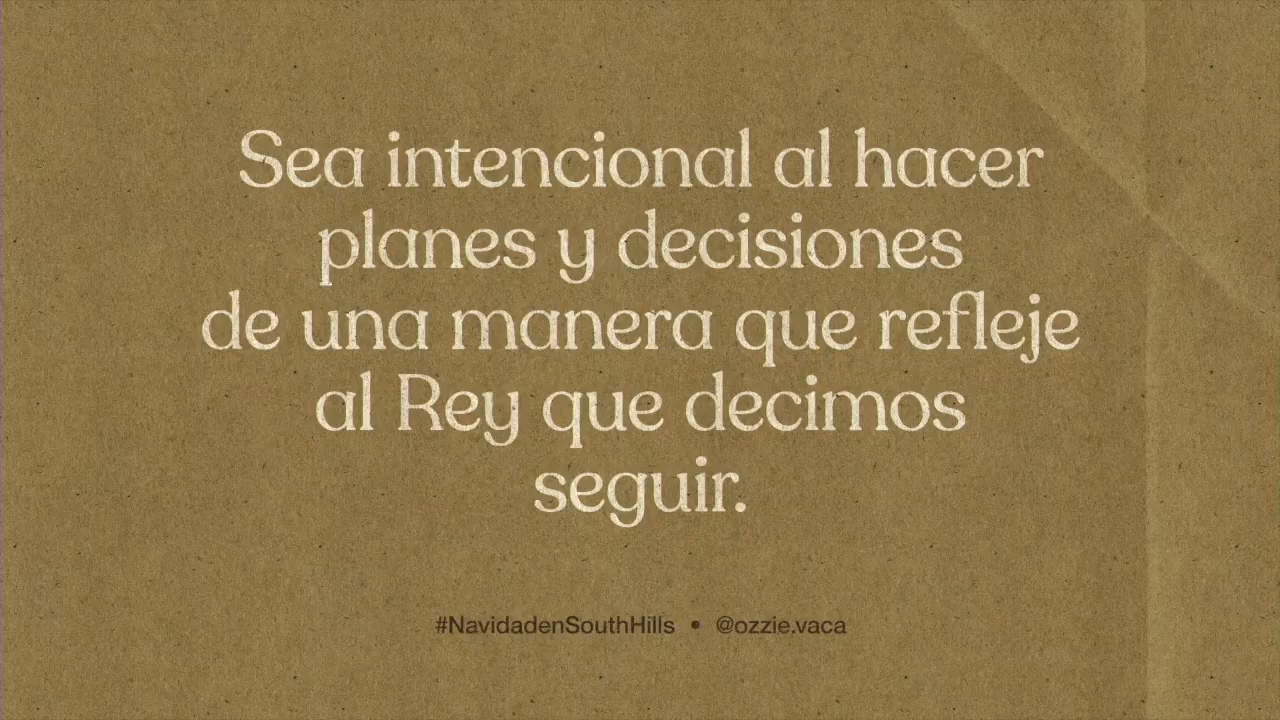 Sea intencional al hacer
planes y decisiones
de una manera que refleje
al Rey que decimos
seguir.
#NavidadenSouthHills • @ozzie.vaca